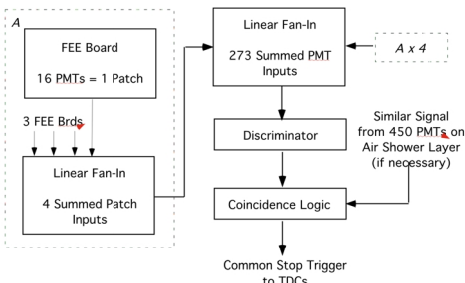 A
FEE Board
16 PMTs = 1 Patch
3 FEE Brds
Linear Fan-In
4 Summed Patch
Inputs
Linear Fan-In
273 Summed PMT
Inputs
A x 4
Discriminator
Similar Signal
from 450 PMTs on
Air Shower Layer
(if necessary)
Coincidence Logic
Common Stop Trigger
to TDCs